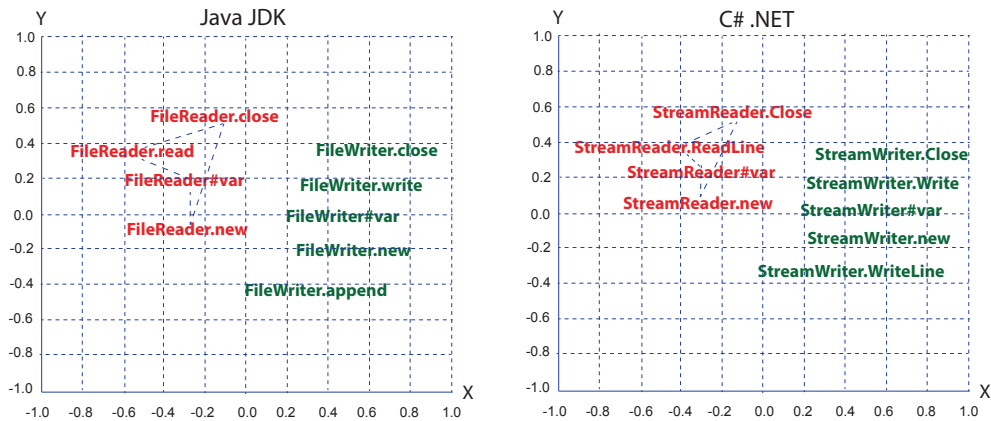 Y
Java JDK
1.0
0.8
0.6
0.4
0.2
0.0
-0.2
-0.4
-0.6
-0.8
-1.0
FileReader.close
FileReader.read
FileReader#var
FileReader.new
FileWriter.close
FileWriter.write
FileWriter#var
FileWriter.new
FileWriter.append
X
-1.0 -0.8 -0.6 -0.4 -0.2 0.0 0.2 0.4 0.6 0.8 1.0
Y
C# .NET
1.0
0.8
0.6
0.4
0.2
0.0
-0.2
-0.4
-0.6
-0.8
-1.0
StreamReader.Close
StreamReader.ReadLine
StreamReader#var
StreamReader.new
StreamWriter.Close
StreamWriter.Write
StreamWriter#var
StreamWriter.new
StreamWriter.WriteLine
X
-1.0 -0.8 -0.6 -0.4 -0.2 0.0 0.2 0.4 0.6 0.8 1.0